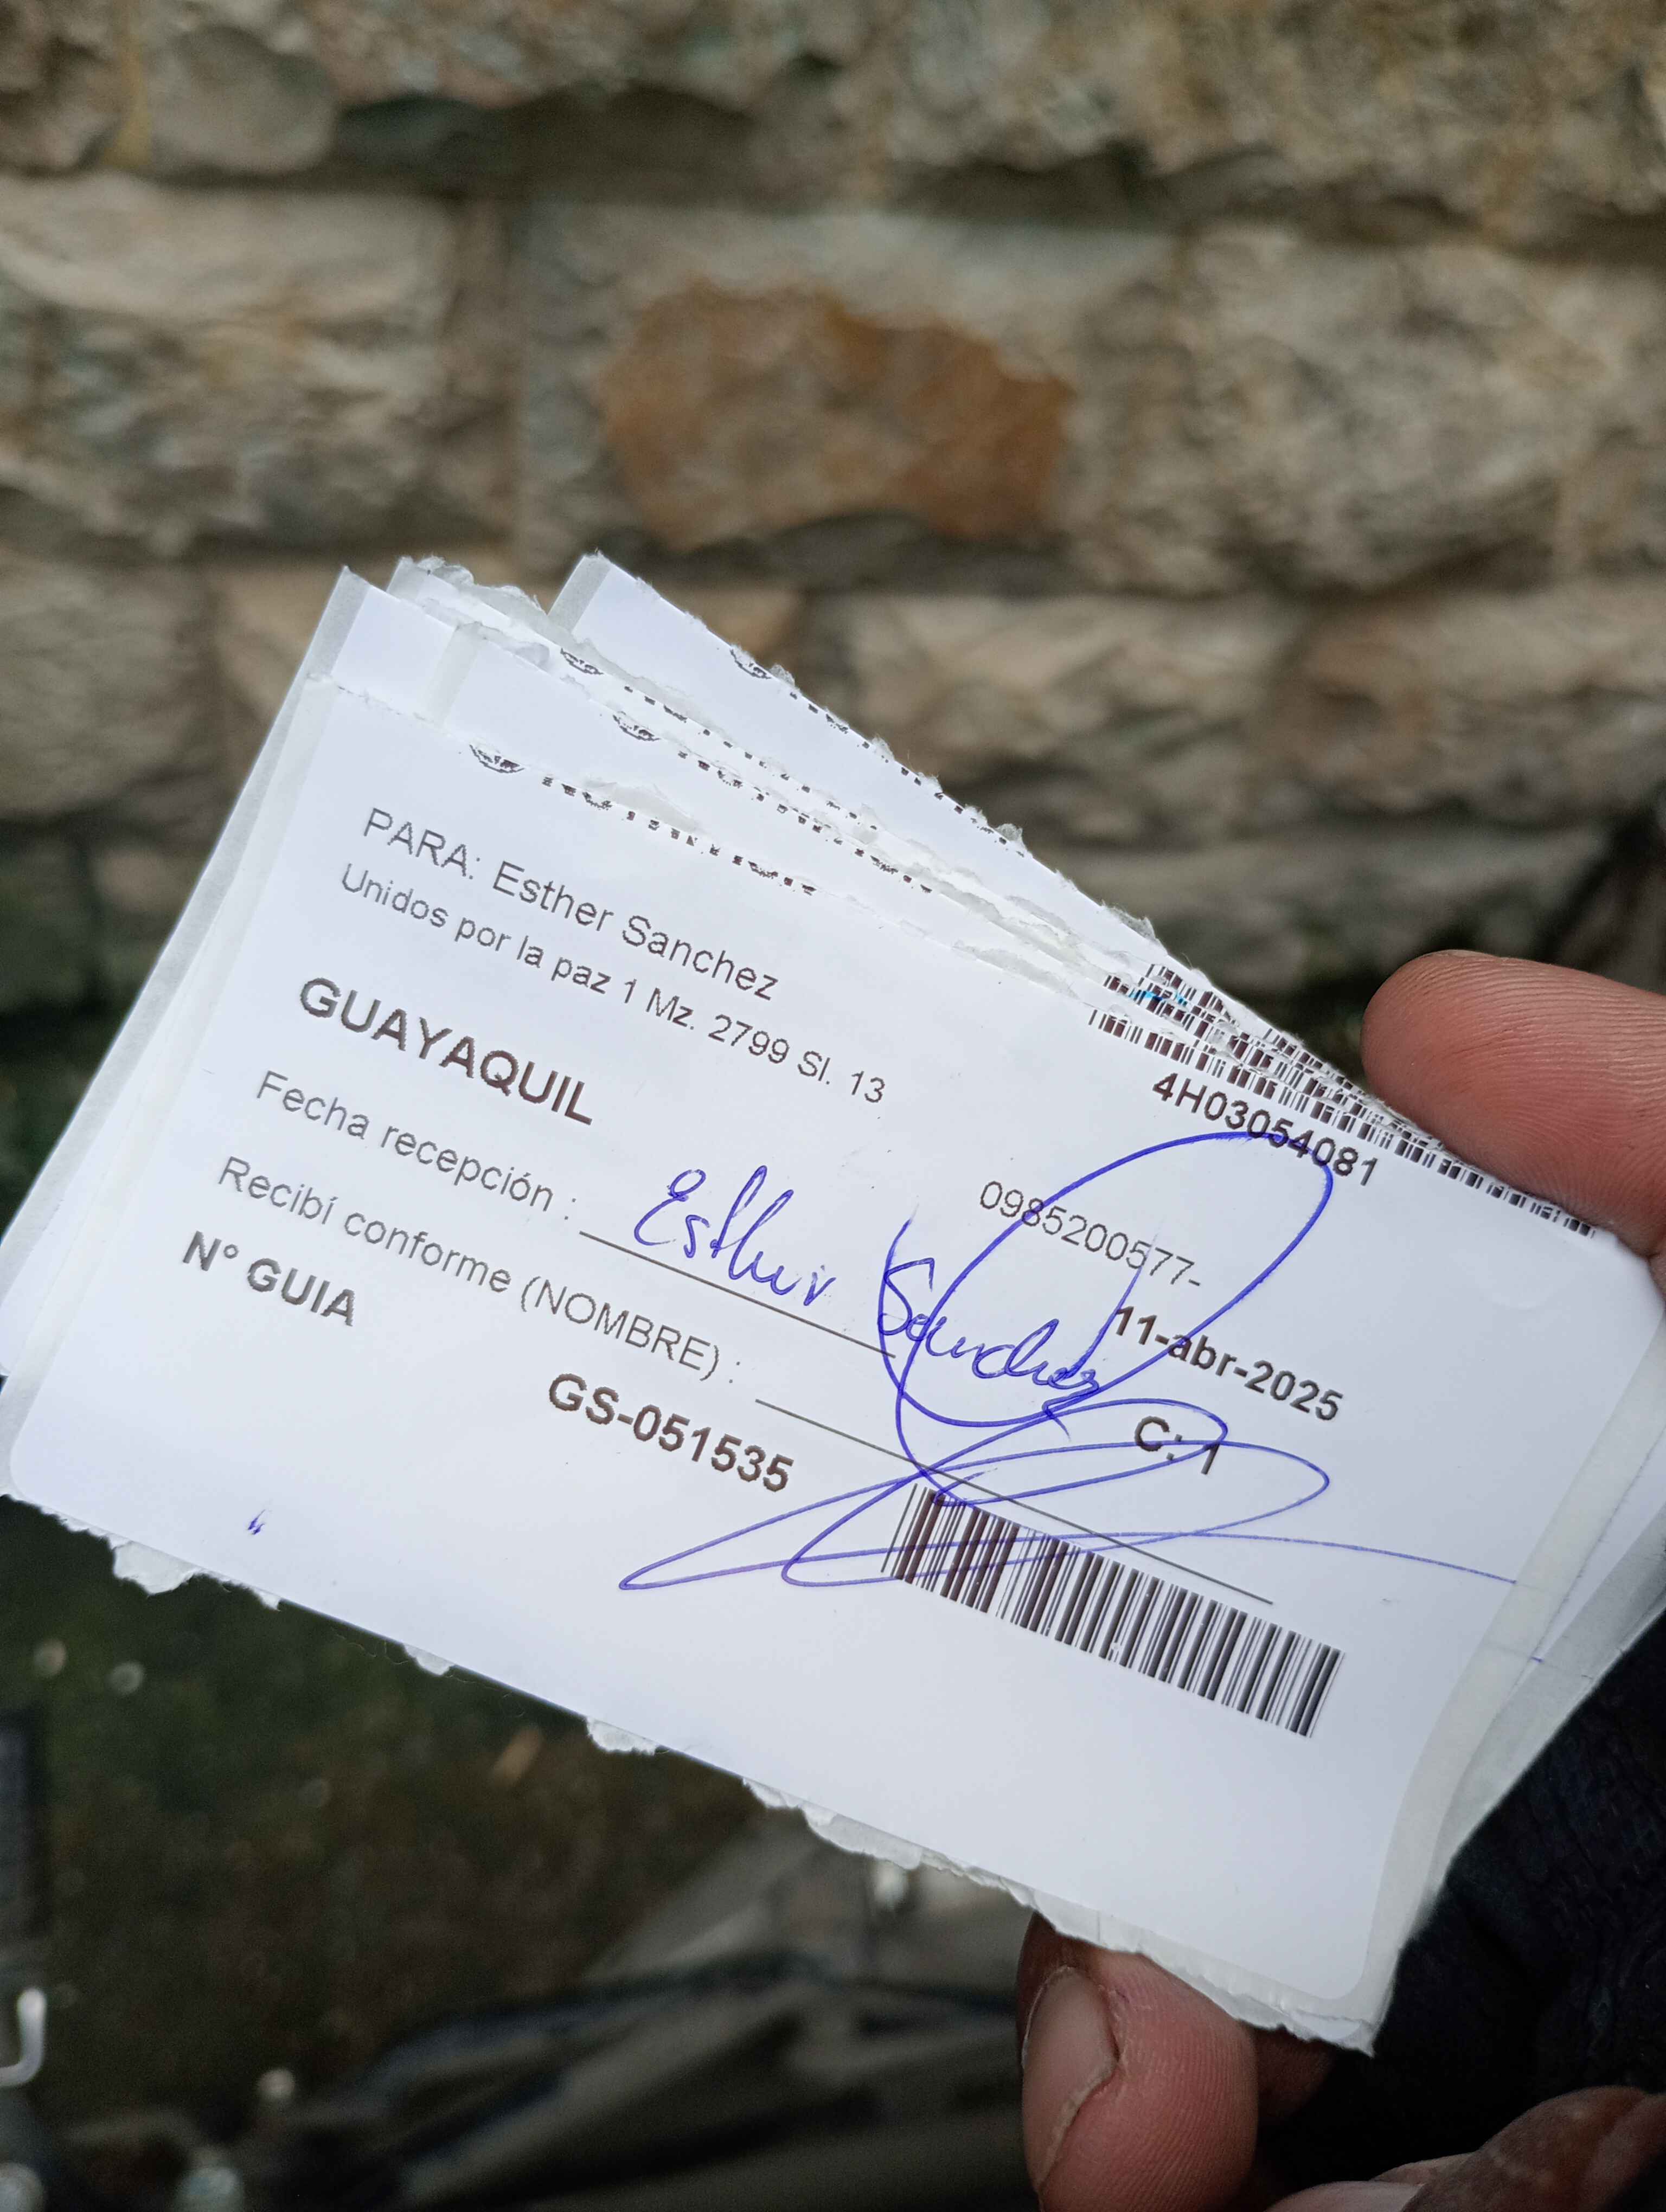 PARA: Esther Sanchez
Unidos por la paz 1 Mz. 2799 Sl. 13
4H03054081
GUAYAQUIL
0985200577-
Fecha recepción : Esther Sanchez
11-abr-2025
Recibí conforme (NOMBRE) :
C: 1
N° GUIA
GS-051535